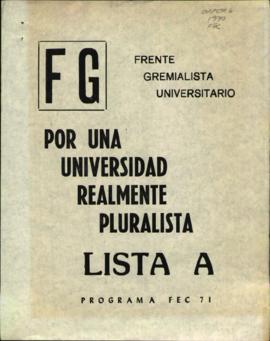 FG
FRENTE
GREMIALISTA
UNIVERSITARIO
POR UNA
UNIVERSIDAD
REALMENTE
PLURALISTA
LISTA A
PROGRAMA FEC 71